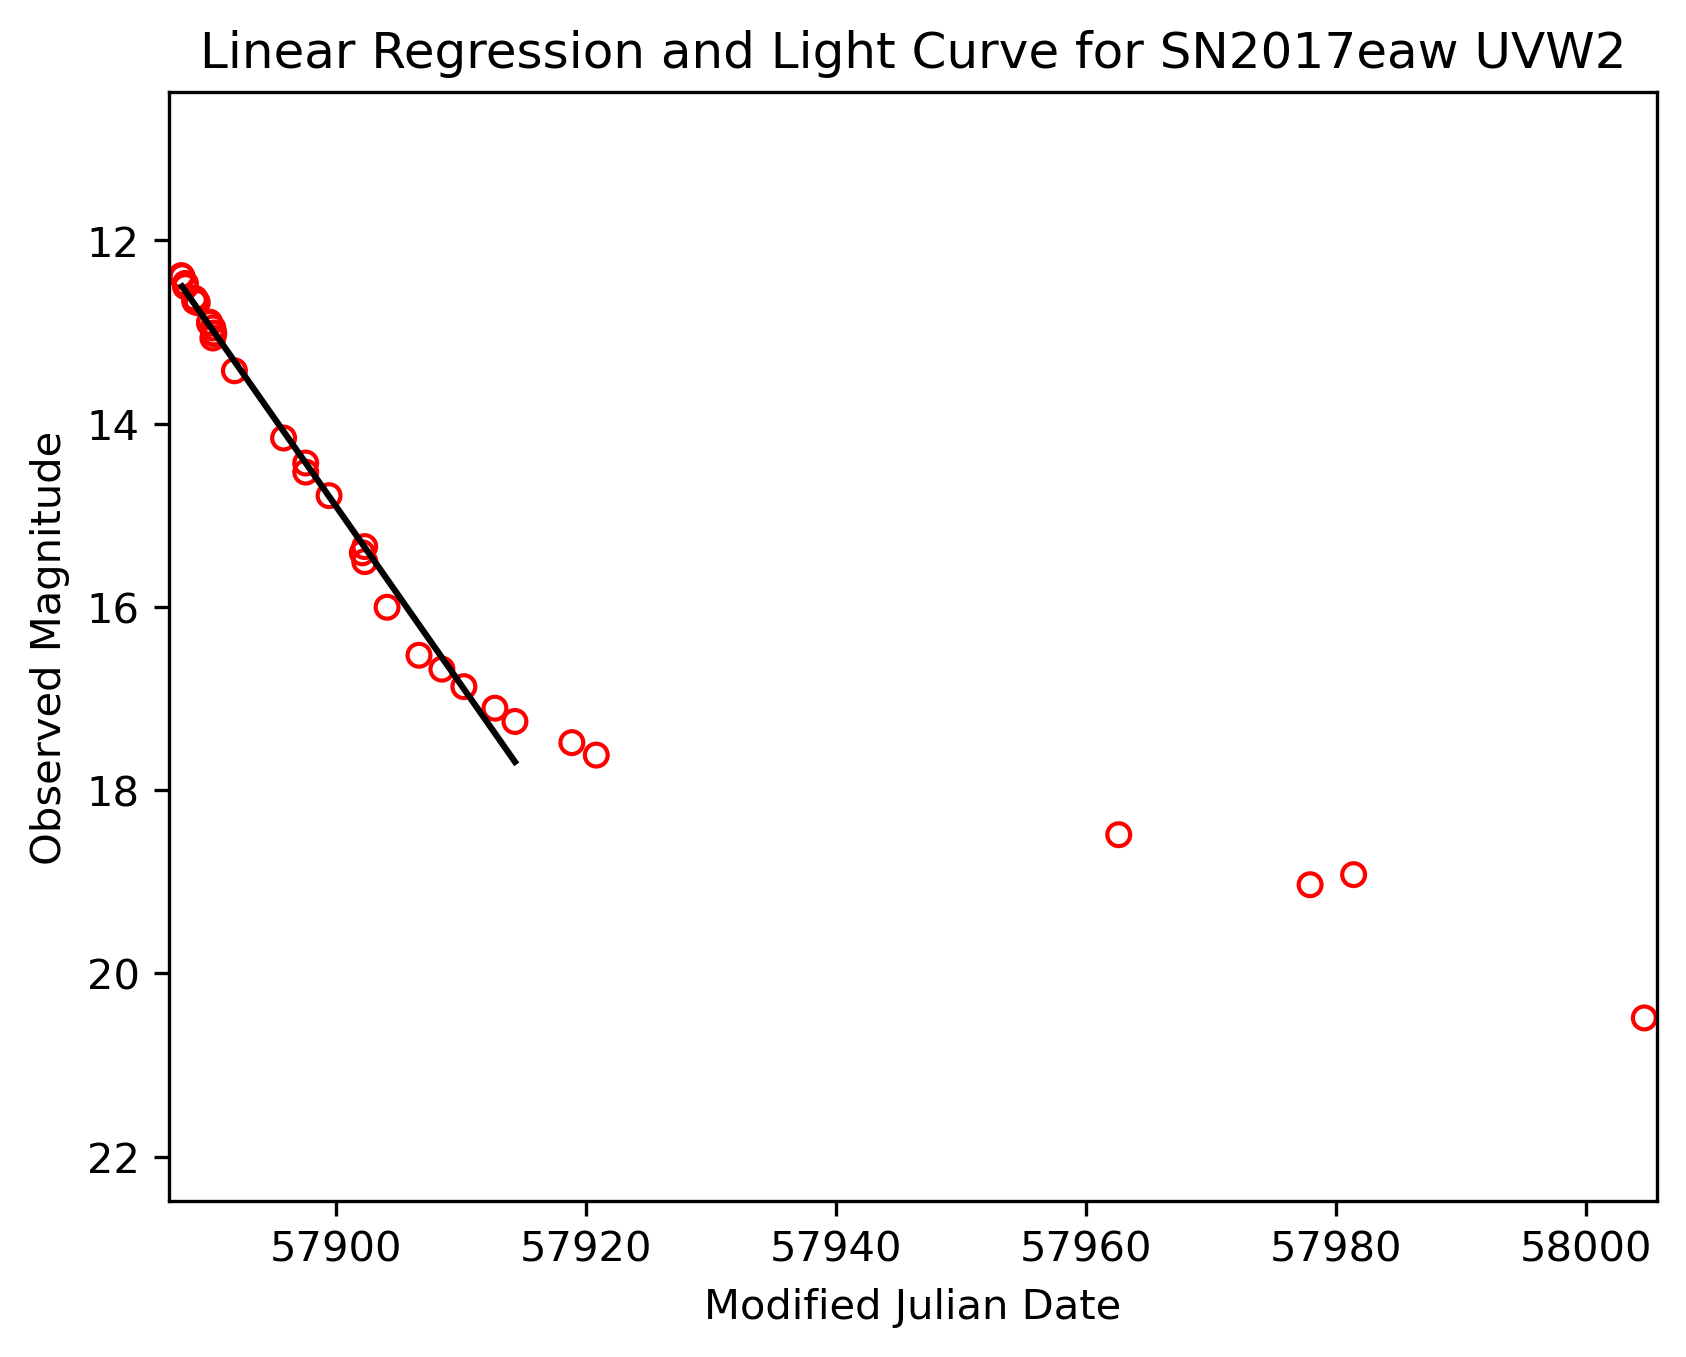 Linear Regression and Light Curve for SN2017eaw UVW2
12
14
16
18
20
22
Observed Magnitude
57900 57920 57940 57960 57980 58000
Modified Julian Date